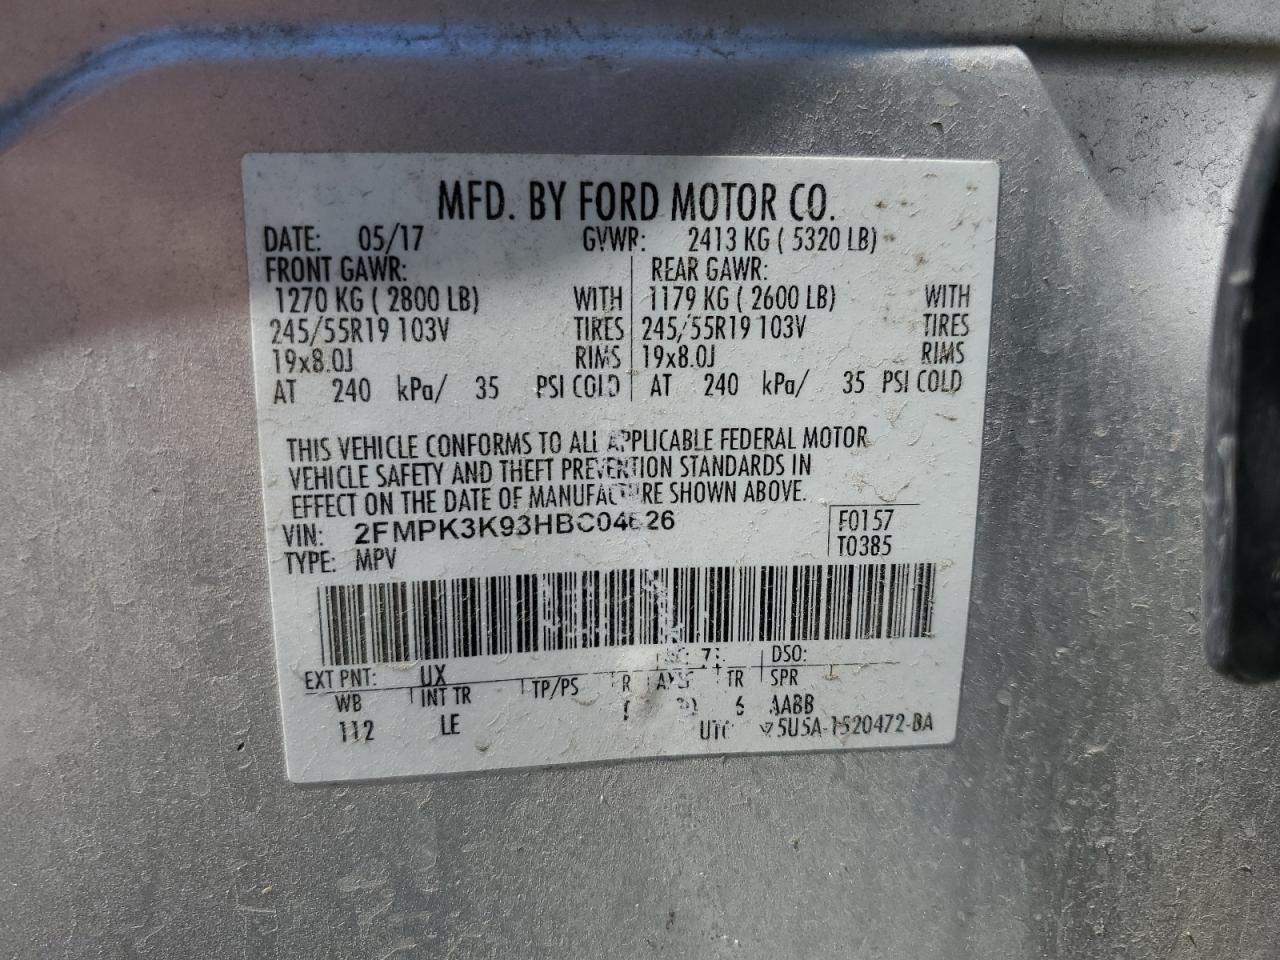 MFD. BY FORD MOTOR CO.
DATE: 05/17 GVWR: 2413 KG ( 5320 LB)
FRONT GAWR: REAR GAWR:
1270 KG ( 2800 LB) WITH 1179 KG ( 2600 LB) WITH
245/55R19 103V TIRES 245/55R19 103V TIRES
19x8.0J RIMS 19x8.0J RIMS
AT 240 kPa/ 35 PSI COLD AT 240 kPa/ 35 PSI COLD
THIS VEHICLE CONFORMS TO ALL APPLICABLE FEDERAL MOTOR
VEHICLE SAFETY AND THEFT PREVENTION STANDARDS IN
EFFECT ON THE DATE OF MANUFACTURE SHOWN ABOVE.
VIN: F0157
TYPE: MPV T0385
EXT PNT: UX DSO:
WB INT TR TP/PS R TR SPR
112 LE 6 AABB